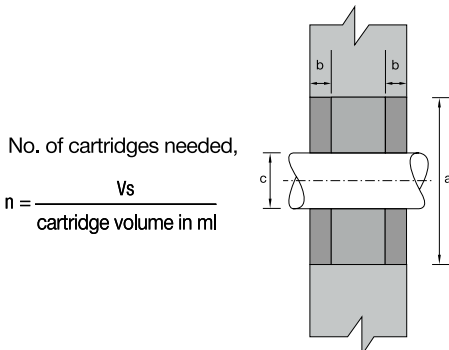 b b
No. of cartridges needed,
c a
n = Vs
cartridge volume in ml